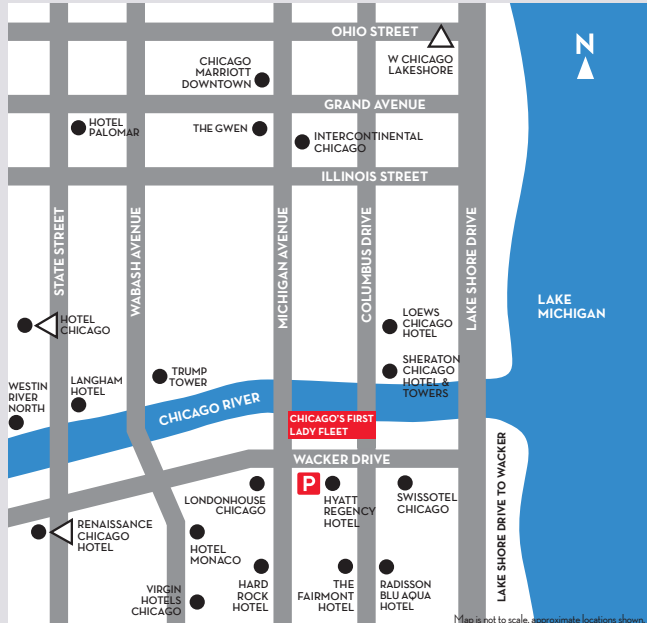 OHIO STREET
N
W CHICAGO
LAKESHORE
CHICAGO
MARRIOTT
DOWNTOWN
GRAND AVENUE
HOTEL
PALOMAR
THE GWEN
INTERCONTINENTAL
CHICAGO
ILLINOIS STREET
STATE STREET
WABASH AVENUE
MICHIGAN AVENUE
COLUMBUS DRIVE
LAKE SHORE DRIVE
LAKE
MICHIGAN
HOTEL
CHICAGO
LOEWS
CHICAGO
HOTEL
SHERATON
CHICAGO
HOTEL &
TOWERS
TRUMP
TOWER
LANGHAM
HOTEL
WESTIN
RIVER
NORTH
CHICAGO RIVER
CHICAGO'S FIRST
LADY FLEET
WACKER DRIVE
LAKE SHORE DRIVE TO WACKER
P
LONDONHOUSE
CHICAGO
HYATT
REGENCY
HOTEL
SWISSOTEL
CHICAGO
RENAISSANCE
CHICAGO
HOTEL
HOTEL
MONACO
VIRGIN
HOTELS
CHICAGO
HARD
ROCK
HOTEL
THE
FAIRMONT
HOTEL
RADISSON
BLU AQUA
HOTEL
Map is not to scale, approximate locations shown.